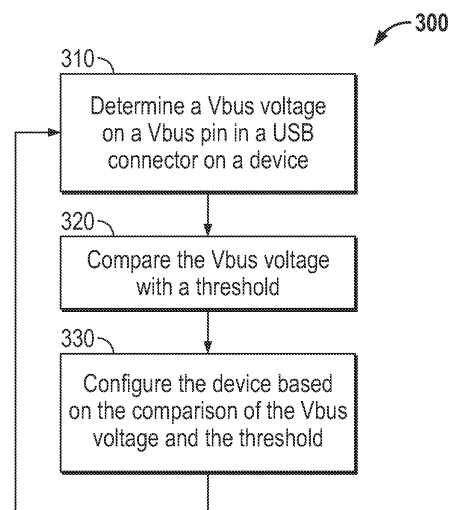 300
310
Determine a Vbus voltage
on a Vbus pin in a USB
connector on a device
320
Compare the Vbus voltage
with a threshold
330
Configure the device based
on the comparison of the Vbus
voltage and the threshold